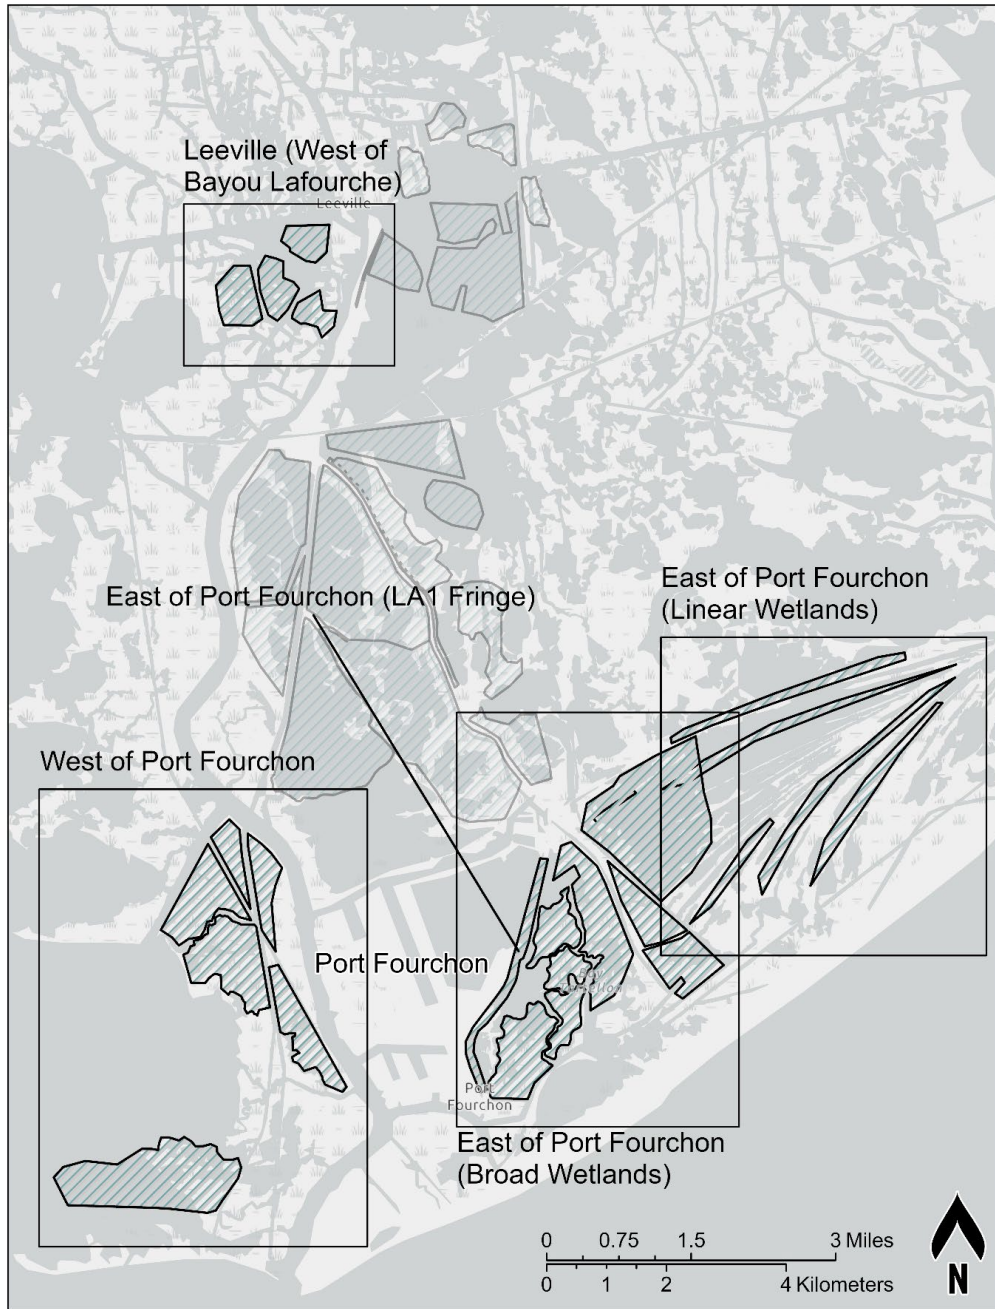 Leeville (West of
Bayou Lafourche)
Leeville
East of Port Fourchon (LA1 Fringe)
East of Port Fourchon
(Linear Wetlands)
West of Port Fourchon
Port Fourchon
Bay
Port
Fourchon
East of Port Fourchon
(Broad Wetlands)
0 0.75 1.5 3 Miles
0 1 2 4 Kilometers
N